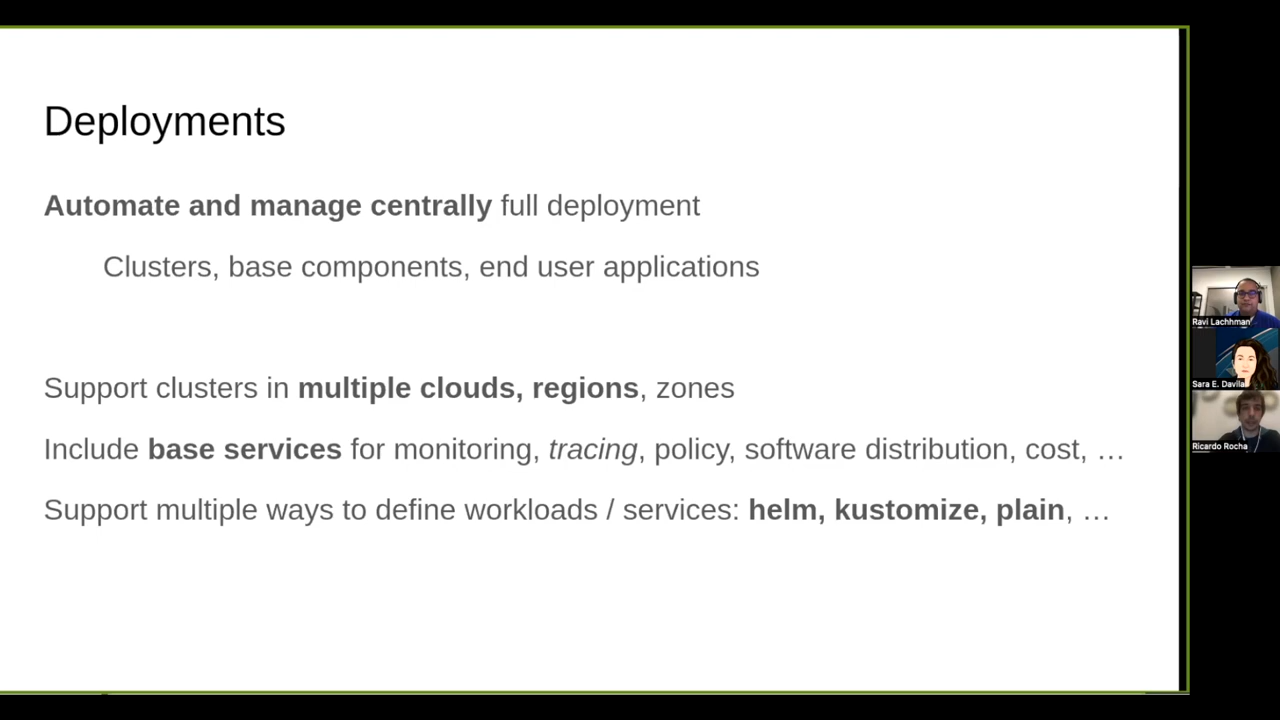 Deployments
Automate and manage centrally full deployment
Clusters, base components, end user applications
Support clusters in multiple clouds, regions, zones
Include base services for monitoring, tracing, policy, software distribution, cost, …
Support multiple ways to define workloads / services: helm, kustomize, plain, …
Ravi Lachhman
Sara E. Davila
Ricardo Rocha